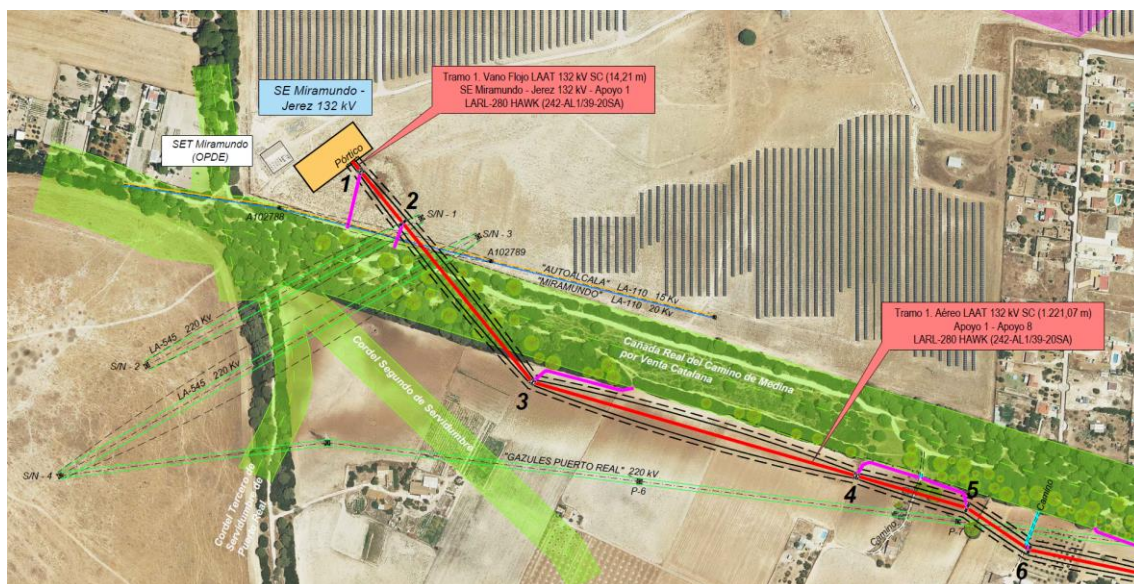 Tramo 1. Vano Flojo LAAT 132 kV SC (14,21 m)
SE Miramundo - Jerez 132 kV - Apoyo 1
LARL-280 HAWK (242-AL1/39-20SA)
SE Miramundo -
Jerez 132 kV
SET Miramundo
(OPDE)
Pórtico
1
2
S/N - 1
S/N - 3
A102788
A102789
"AUTOALCALA" LA-110 15 Kv
"MIRAMUNDO" LA-110 20 Kv
Tramo 1. Aéreo LAAT 132 kV SC (1.221,07 m)
Apoyo 1 - Apoyo 8
LARL-280 HAWK (242-AL1/39-20SA)
LA-545 220 Kv
S/N - 2
LA-545 220 Kv
Cañada Real del Camino de Medina
por Venta Catalana
Cordel Segundo de Servidumbre
3
S/N - 4
"GAZULES PUERTO REAL" 220 kV
P-6
4
5
Camino
Camino
P-7
6
Cordel Tercero de
Servidumbre de
Puerto Real